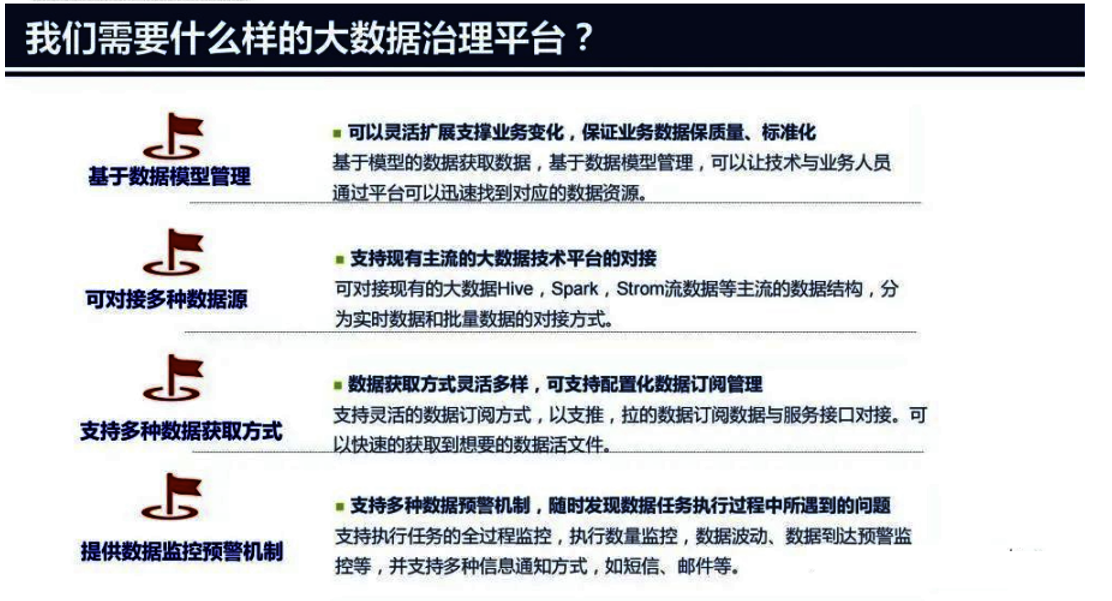 我们需要什么样的大数据治理平台？
基于数据模型管理
可以灵活扩展支撑业务变化，保证业务数据保质量、标准化
基于模型的数据获取数据，基于数据模型管理，可以让技术与业务人员
通过平台可以迅速找到对应的数据资源。
可对接多种数据源
支持现有主流的大数据技术平台的对接
可对接现有的大数据Hive，Spark，Strom流数据等主流的数据结构，分
为实时数据和批量数据的对接方式。
支持多种数据获取方式
数据获取方式灵活多样，可支持配置化数据订阅管理
支持灵活的数据订阅方式，以支推，拉的数据订阅数据与服务接口对接。可
以快速的获取到想要的数据活文件。
提供数据监控预警机制
支持多种数据预警机制，随时发现数据任务执行过程中所遇到的问题
支持执行任务的全过程监控，执行数量监控，数据波动、数据到达预警监
控等，并支持多种信息通知方式，如短信、邮件等。